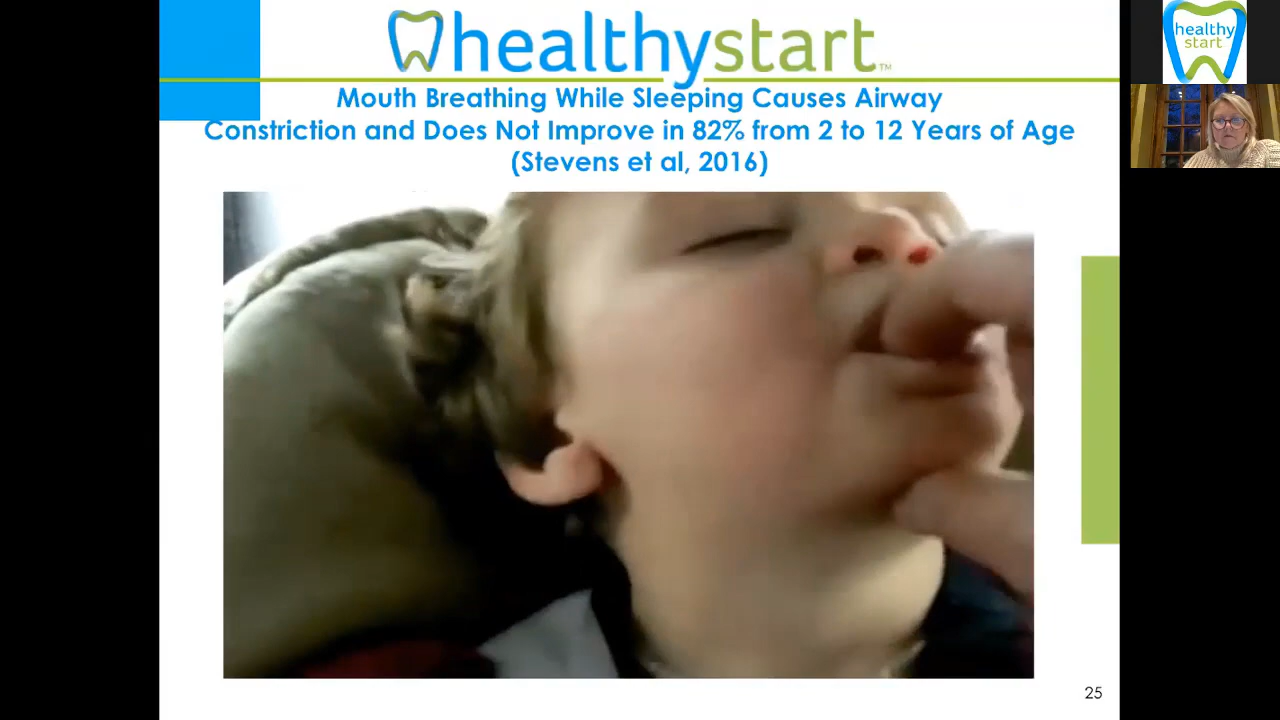 healthystart™
Mouth Breathing While Sleeping Causes Airway
Constriction and Does Not Improve in 82% from 2 to 12 Years of Age
(Stevens et al, 2016)
25
healthy
start